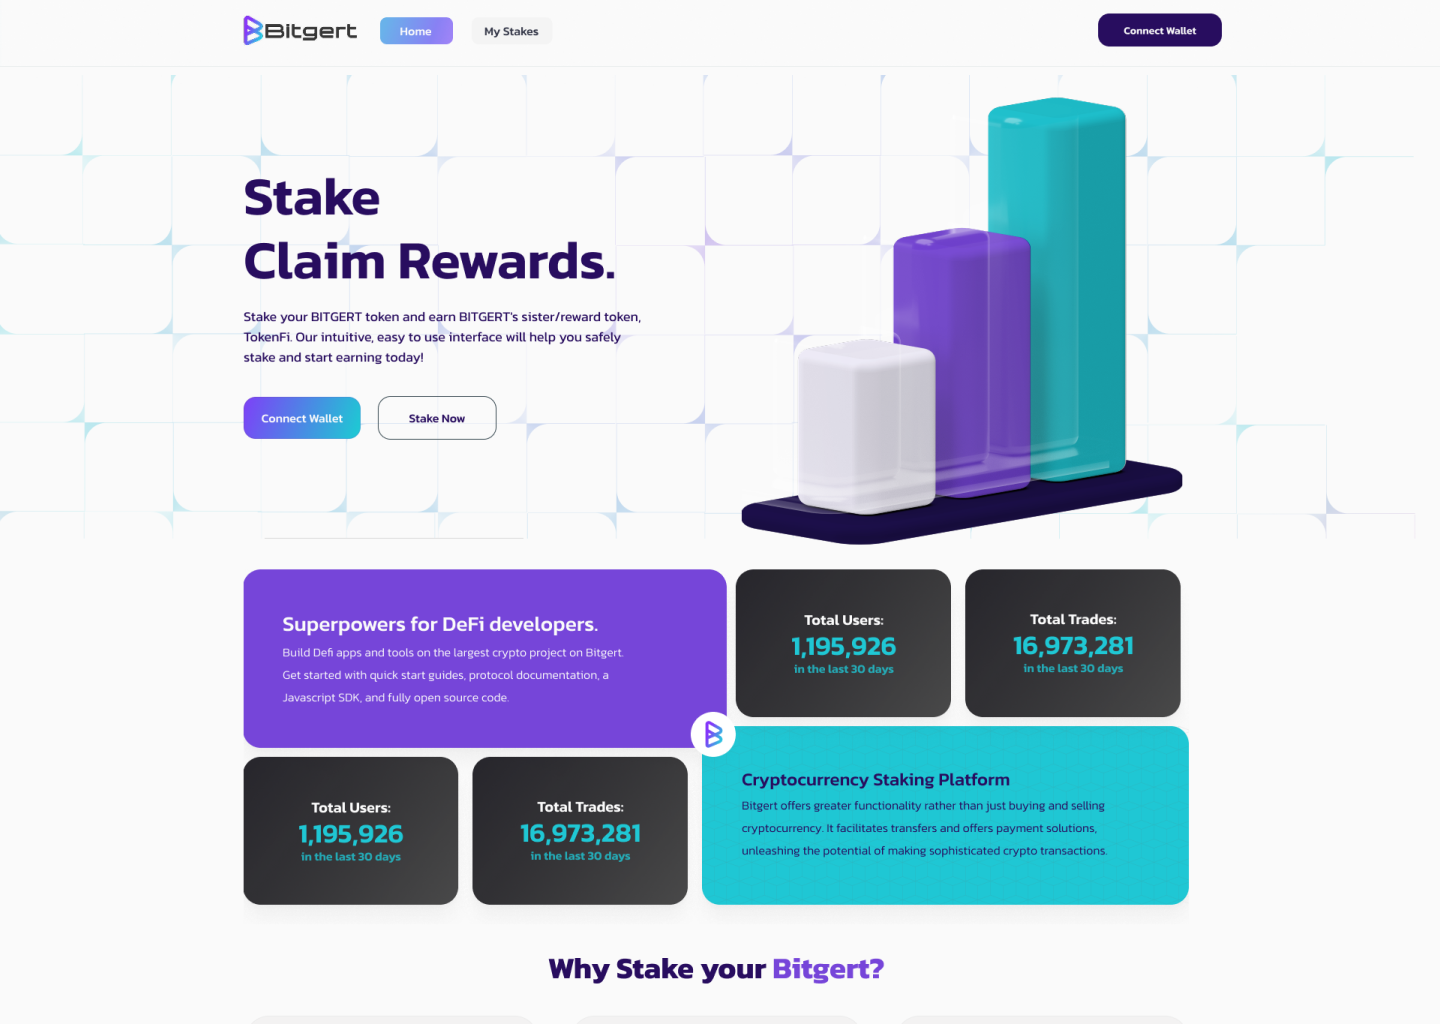 Bitgert
Home
My Stakes
Connect Wallet
Stake
Claim Rewards.
Stake your BITGERT token and earn BITGERT's sister/reward token,
TokenFi. Our intuitive, easy to use interface will help you safely
stake and start earning today!
Connect Wallet
Stake Now
Superpowers for DeFi developers.
Build Defi apps and tools on the largest crypto project on Bitgert.
Get started with quick start guides, protocol documentation, a
Javascript SDK, and fully open source code.
Total Users:
1,195,926
in the last 30 days
Total Trades:
16,973,281
in the last 30 days
Total Users:
1,195,926
in the last 30 days
Total Trades:
16,973,281
in the last 30 days
Cryptocurrency Staking Platform
Bitgert offers greater functionality rather than just buying and selling
cryptocurrency. It facilitates transfers and offers payment solutions,
unleashing the potential of making sophisticated crypto transactions.
Why Stake your Bitgert?